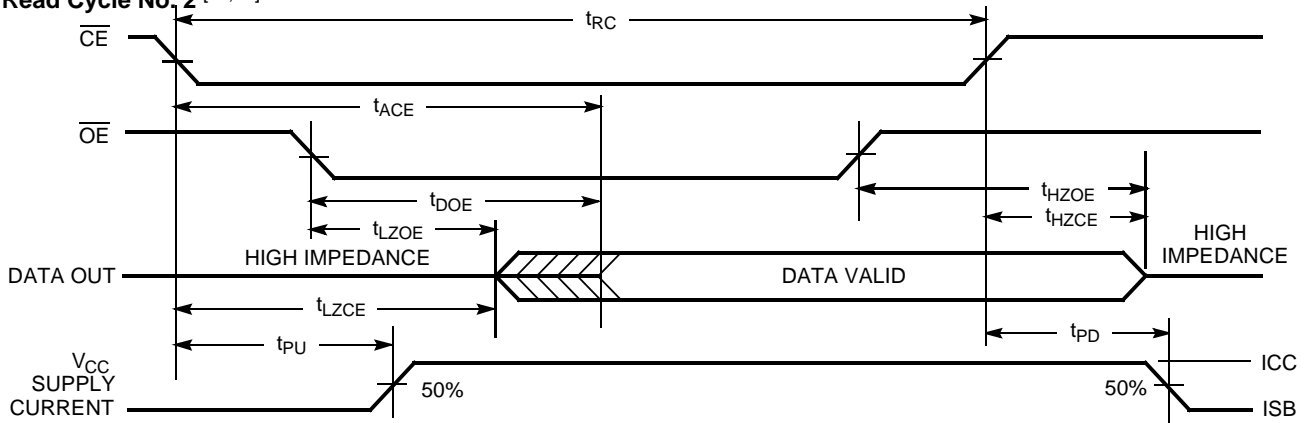 Read Cycle No. 2
tRC
CE
tACE
OE
tDOE
tHZOE
tLZOE
tHZCE
HIGH IMPEDANCE
HIGH
IMPEDANCE
DATA OUT
DATA VALID
tLZCE
tPU
tPD
VCC
SUPPLY
CURRENT
50%
50%
ICC
ISB